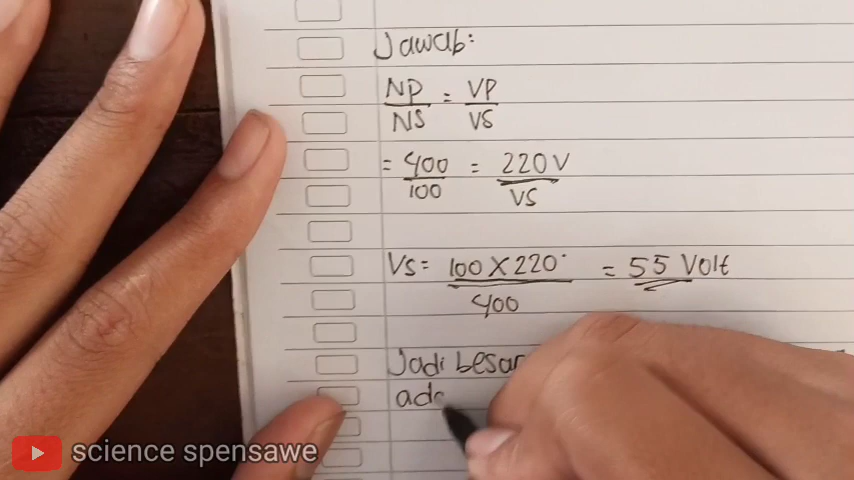 Jawab:
NP = VP
NS VS
= 400 = 220 V
100 VS
VS = 100 X 220 = 55 Volt
400
Jadi besar
science spensawe